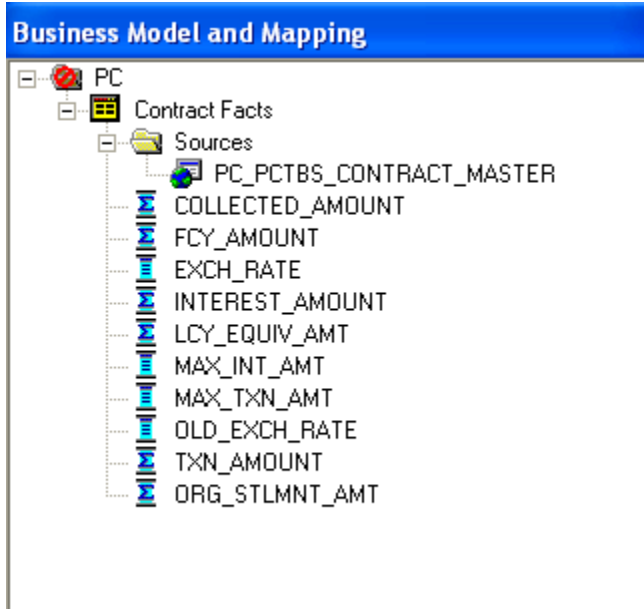 Business Model and Mapping
PC
Contract Facts
Sources
PC_PCTBS_CONTRACT_MASTER
COLLECTED_AMOUNT
FCY_AMOUNT
EXCH_RATE
INTEREST_AMOUNT
LCY_EQUIV_AMT
MAX_INT_AMT
MAX_TXN_AMT
OLD_EXCH_RATE
TXN_AMOUNT
ORG_STLMNT_AMT